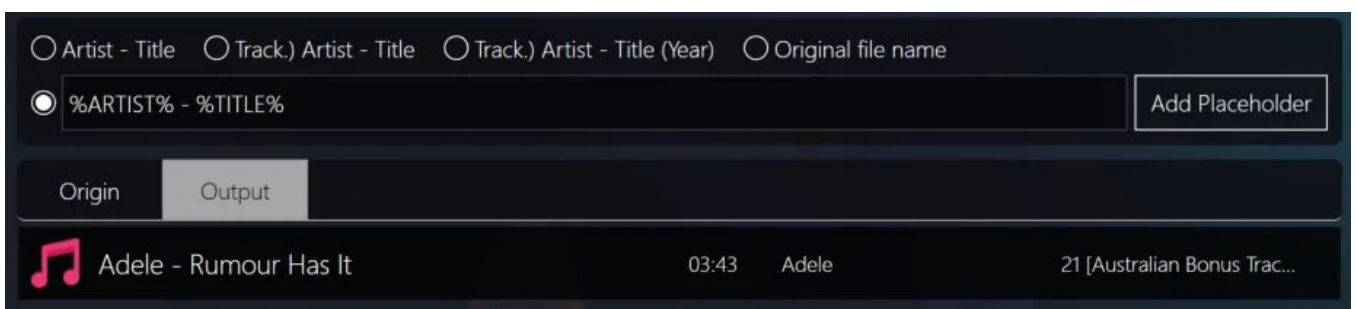 Artist - Title Track.) Artist - Title Track.) Artist - Title (Year) Original file name
%ARTIST% - %TITLE% Add Placeholder
Origin Output
Adele - Rumour Has It 03:43 Adele 21 [Australian Bonus Trac...